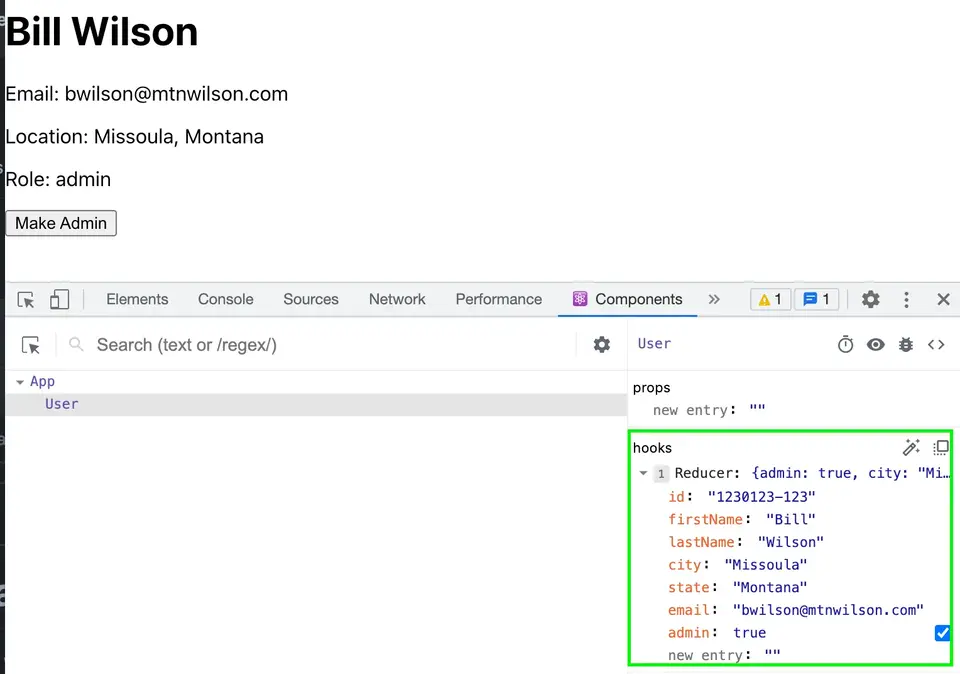 Bill Wilson
Email: bwilson@mtnwilson.com
Location: Missoula, Montana
Role: admin
Make Admin
Elements Console Sources Network Performance Components 1 1
Search (text or /regex/)
User
App
User
props
new entry: ""
hooks
1 Reducer: {admin: true, city: "Mi…
id: "1230123-123"
firstName: "Bill"
lastName: "Wilson"
city: "Missoula"
state: "Montana"
email: "bwilson@mtnwilson.com"
admin: true
new entry: ""